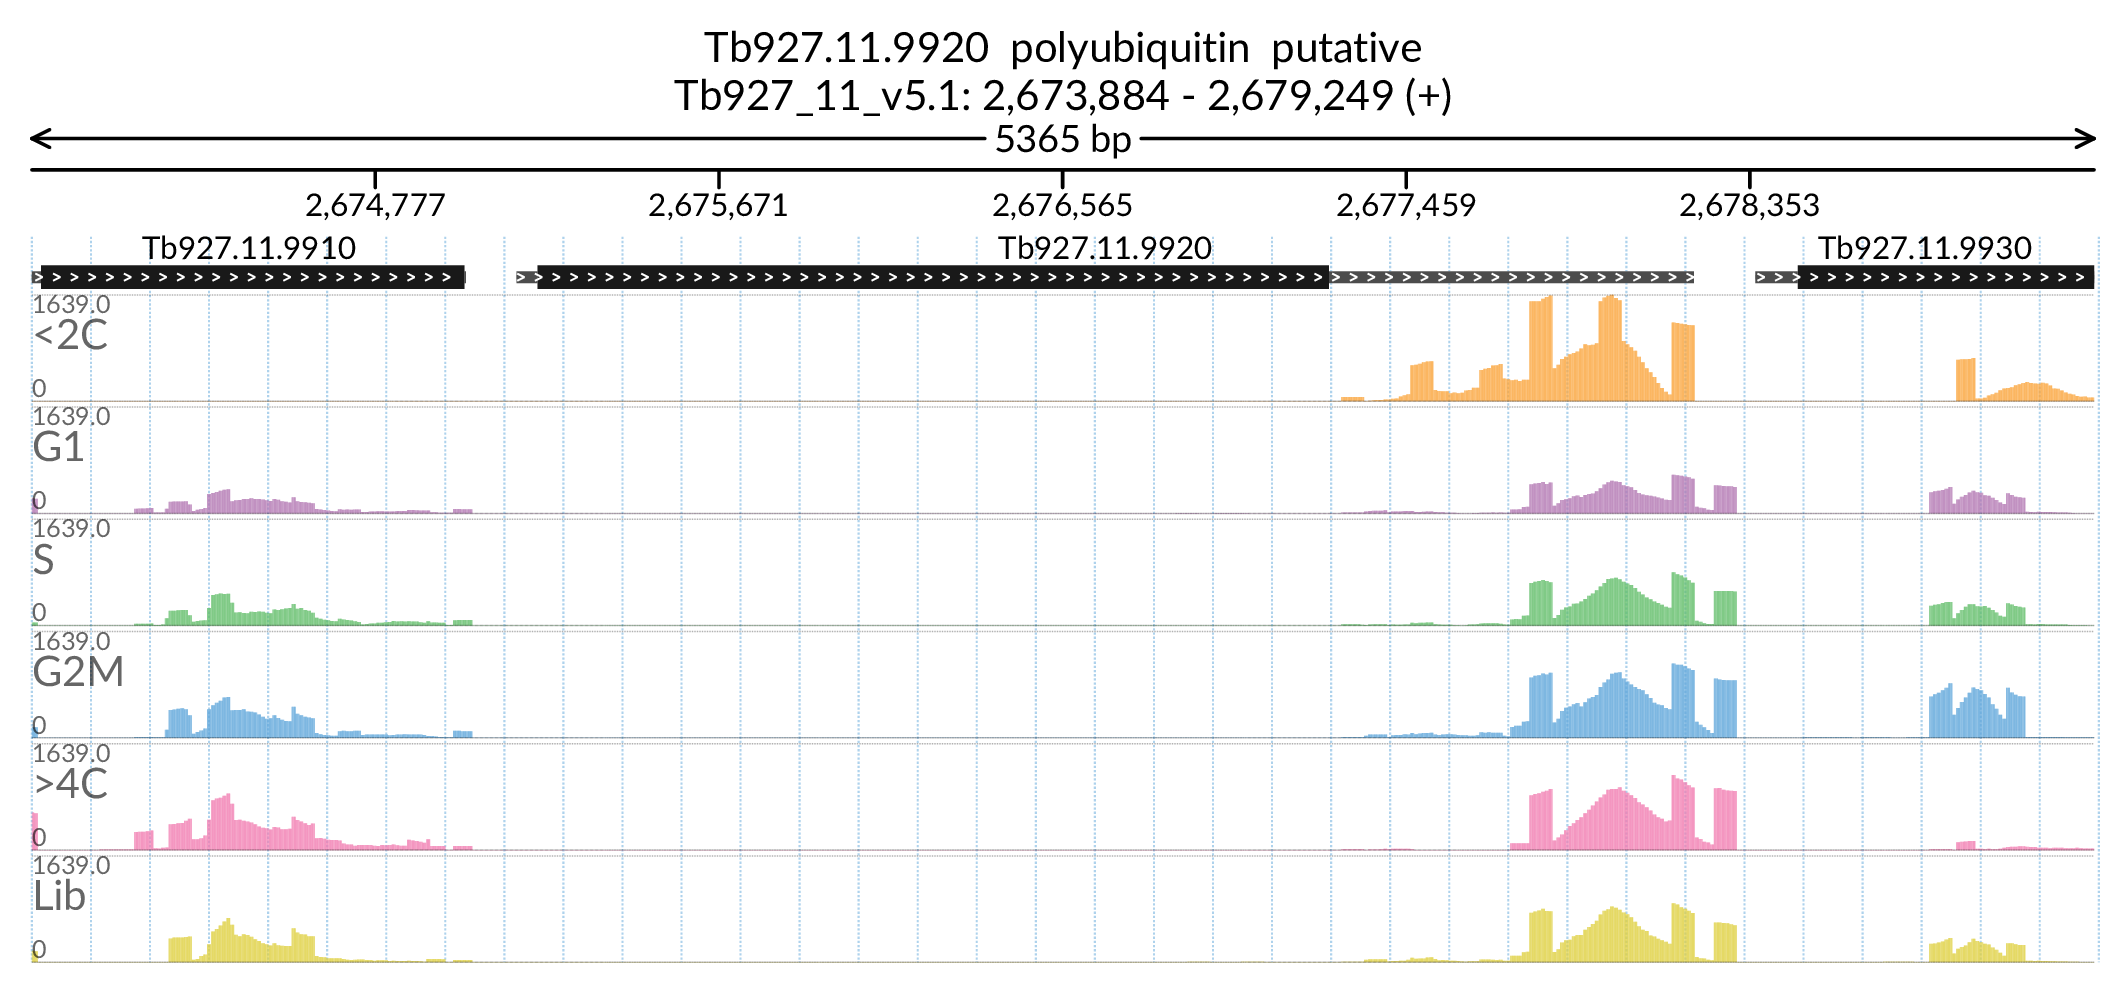 Tb927.11.9920 polyubiquitin putative
Tb927_11_v5.1: 2,673,884 - 2,679,249 (+)
5365 bp
2,674,777 2,675,671 2,676,565 2,677,459 2,678,353
Tb927.11.9910 Tb927.11.9920 Tb927.11.9930
1639.0
<2C
0
1639.0
G1
0
1639.0
S
0
1639.0
G2M
0
1639.0
>4C
0
1639.0
Lib
0